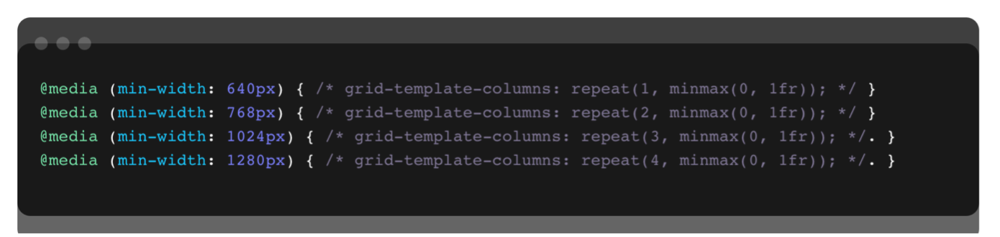 @media (min-width: 640px) { /* grid-template-columns: repeat(1, minmax(0, 1fr)); */ }
@media (min-width: 768px) { /* grid-template-columns: repeat(2, minmax(0, 1fr)); */ }
@media (min-width: 1024px) { /* grid-template-columns: repeat(3, minmax(0, 1fr)); */. }
@media (min-width: 1280px) { /* grid-template-columns: repeat(4, minmax(0, 1fr)); */. }